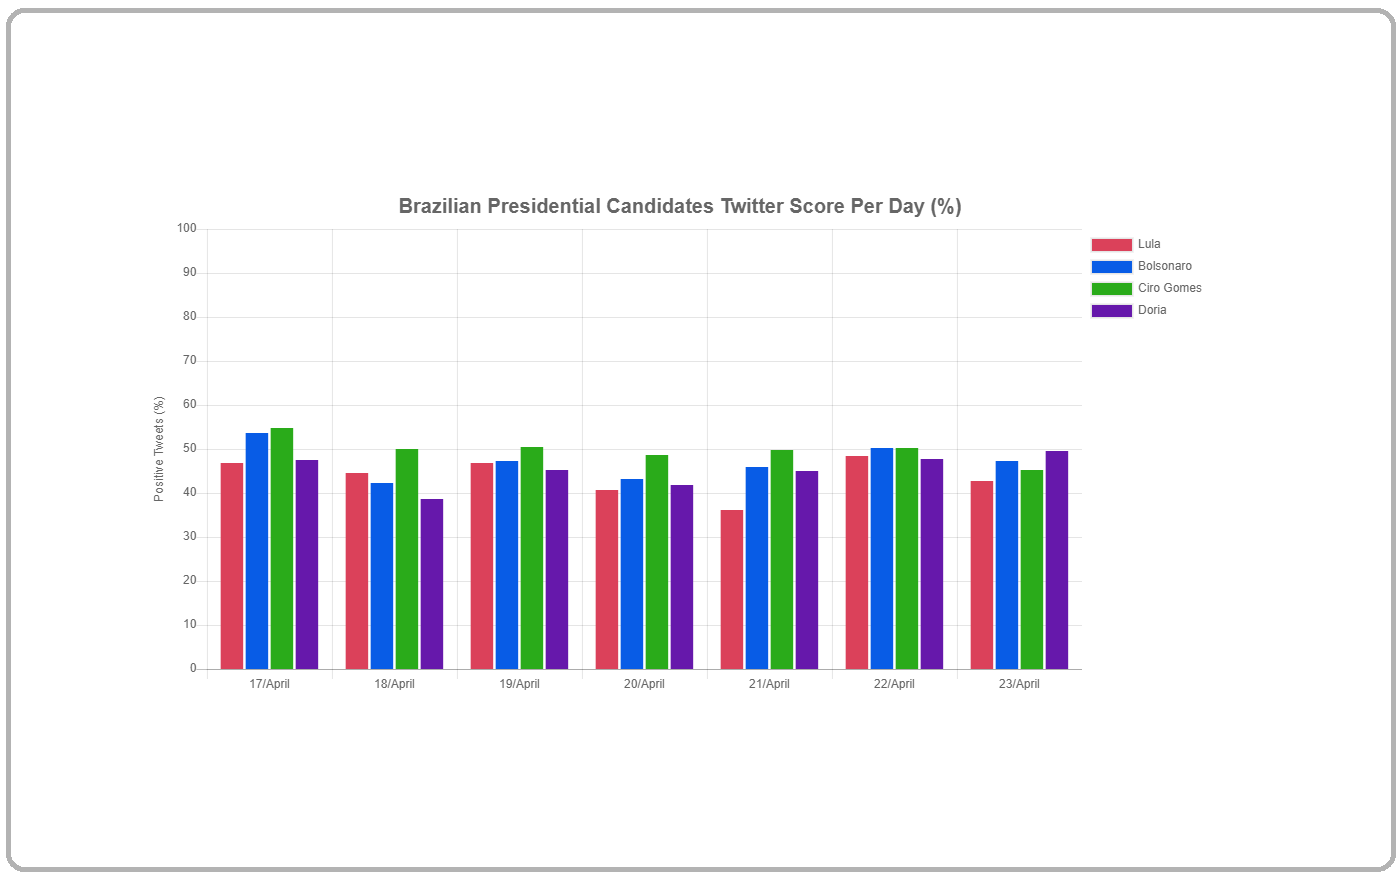 Brazilian Presidential Candidates Twitter Score Per Day (%)
100
90
80
70
60
50
40
30
20
10
0
Positive Tweets (%)
17/April
18/April
19/April
20/April
21/April
22/April
23/April
Lula
Bolsonaro
Ciro Gomes
Doria